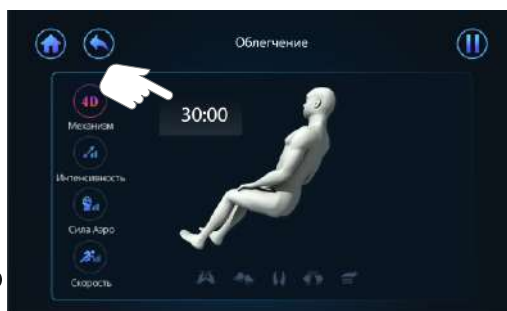 Облегчение
4D
30:00
Механизм
Интенсивность
Сила Аэро
Скорость